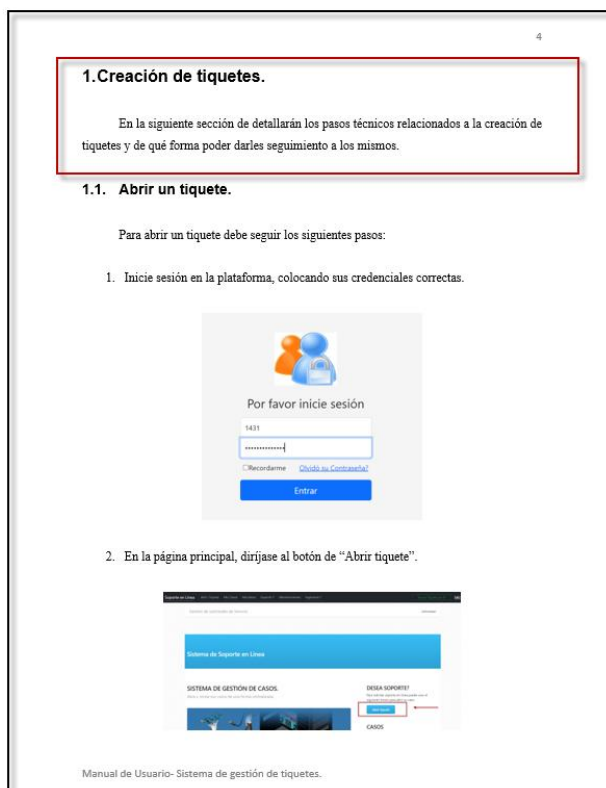 4
1.Creación de tiquetes.
En la siguiente sección de detallarán los pasos técnicos relacionados a la creación de
tiquetes y de qué forma poder darles seguimiento a los mismos.
1.1. Abrir un tiquete.
Para abrir un tiquete debe seguir los siguientes pasos:
1. Inicie sesión en la plataforma, colocando sus credenciales correctas.
Por favor inicie sesión
1431
Recordarme Olvidó su Contraseña?
Entrar
2. En la página principal, diríjase al botón de “Abrir tiquete”.
Soporte en Línea
Sistema de Soporte en Línea
SISTEMA DE GESTIÓN DE CASOS.
DESEA SOPORTE?
CASOS
Manual de Usuario- Sistema de gestión de tiquetes.